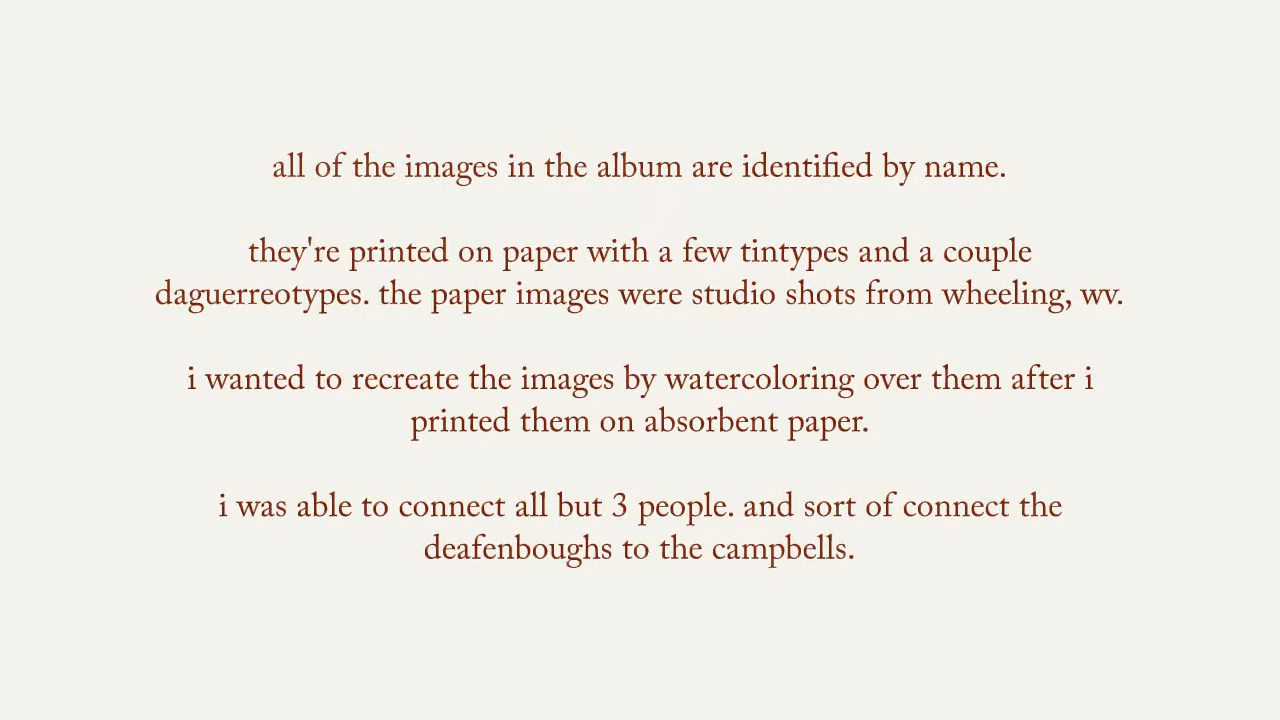 all of the images in the album are identified by name.
they're printed on paper with a few tintypes and a couple
daguerreotypes. the paper images were studio shots from wheeling, wv.
i wanted to recreate the images by watercoloring over them after i
printed them on absorbent paper.
i was able to connect all but 3 people. and sort of connect the
deafenboughs to the campbells.